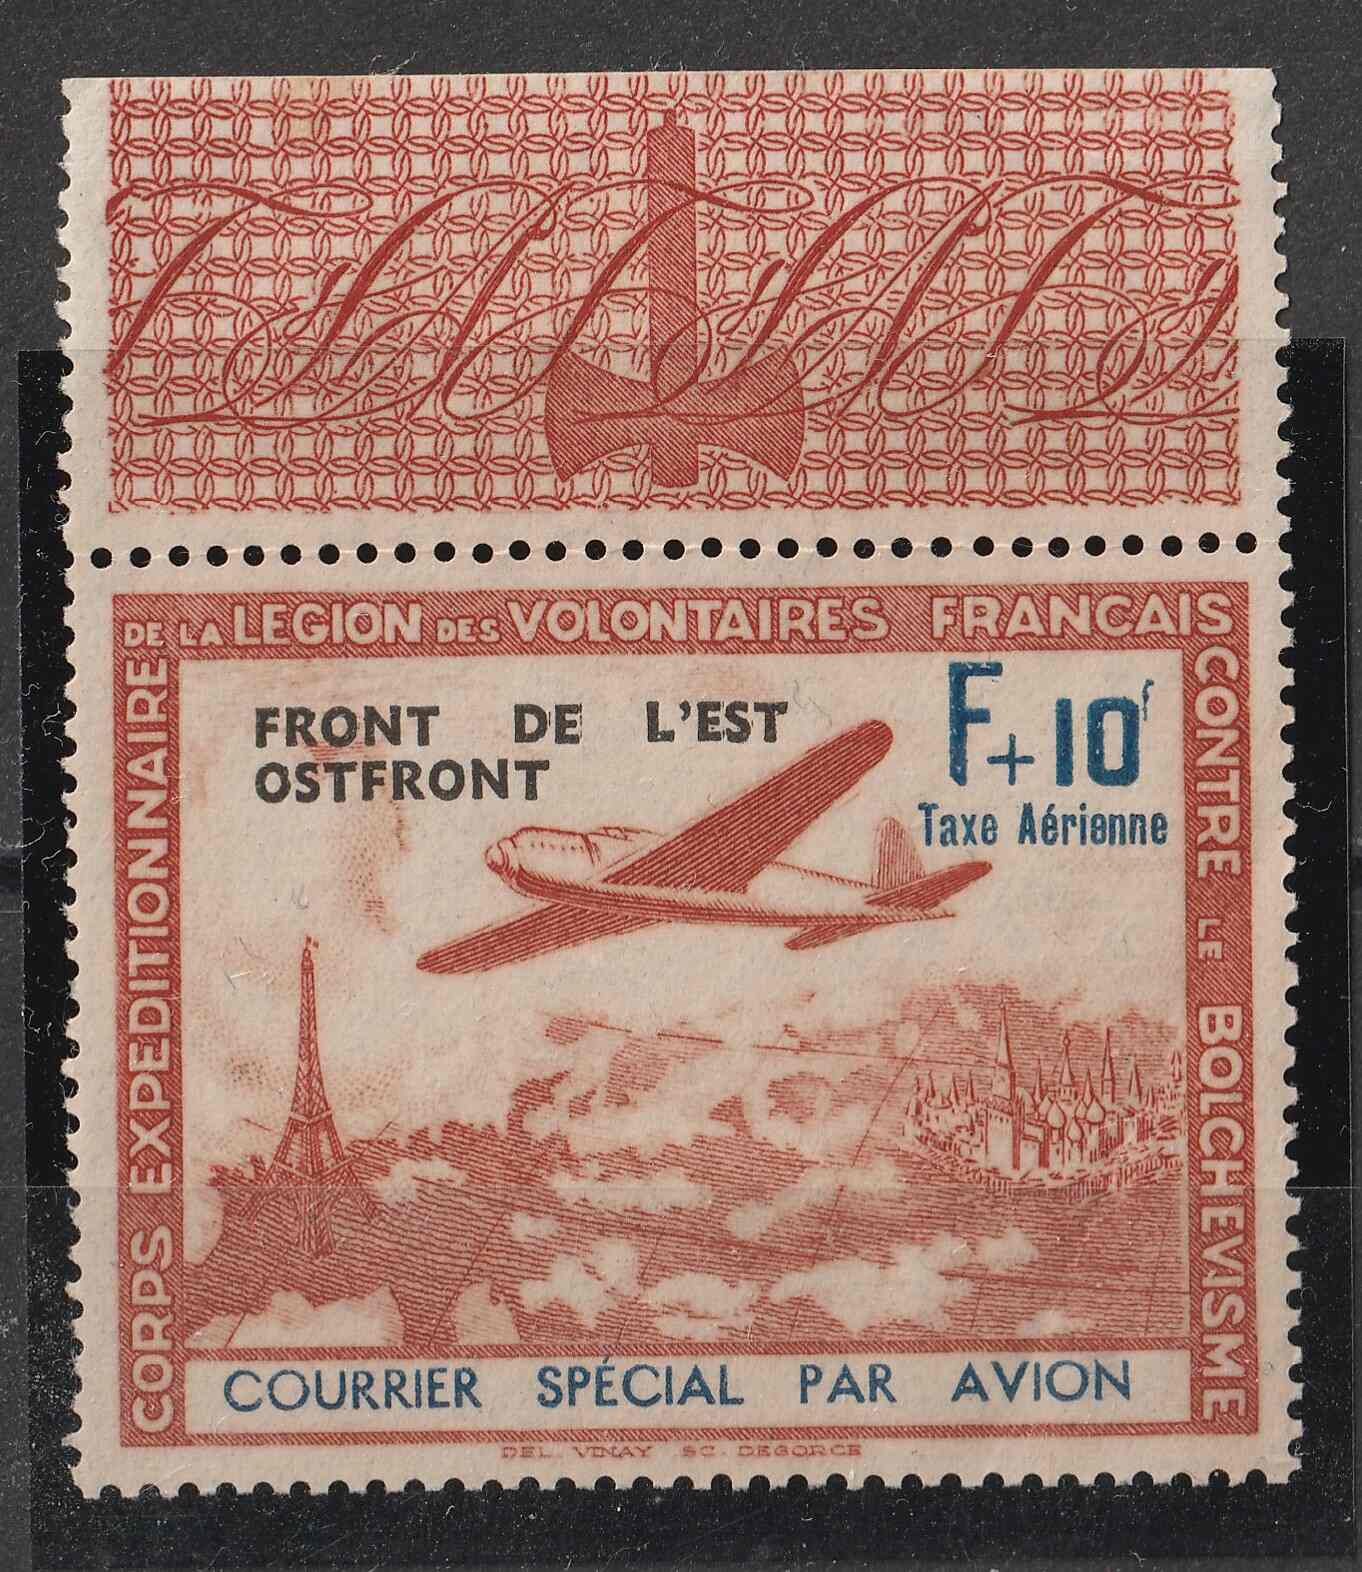 CORPS EXPEDITIONNAIRE
DE LA LEGION DES VOLONTAIRES FRANCAIS
CONTRE LE BOLCHEVISME
FRONT DE L'EST
OSTFRONT
F + 10f
Taxe Aérienne
COURRIER SPÉCIAL PAR AVION
DEL. VINAY SC. DEGORCE